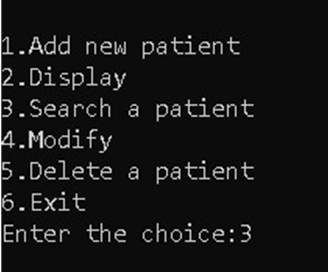 1.Add new patient
2.Display
3.Search a patient
4.Modify
5.Delete a patient
6.Exit
Enter the choice:3